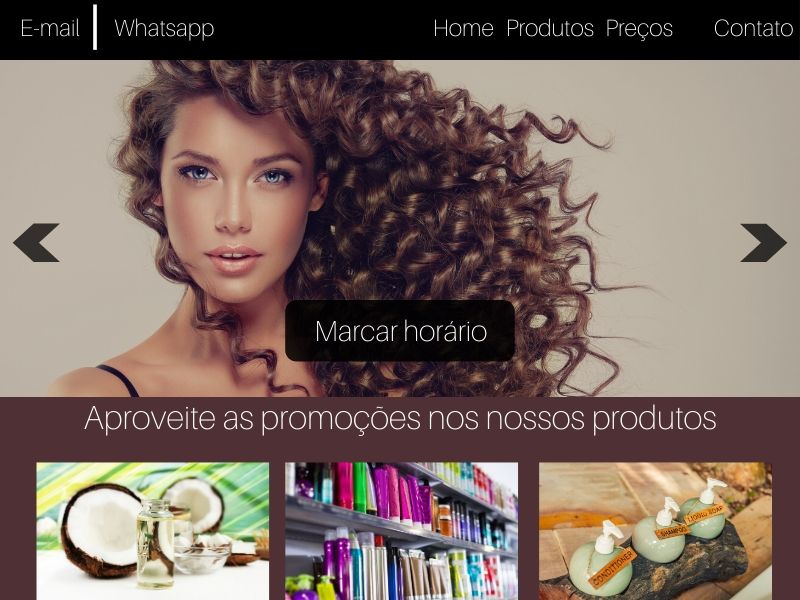 E-mail Whatsapp Home Produtos Preços Contato
Marcar horário
Aproveite as promoções nos nossos produtos
CONDITIONER
SHAMPOO
LIQUID SOAP